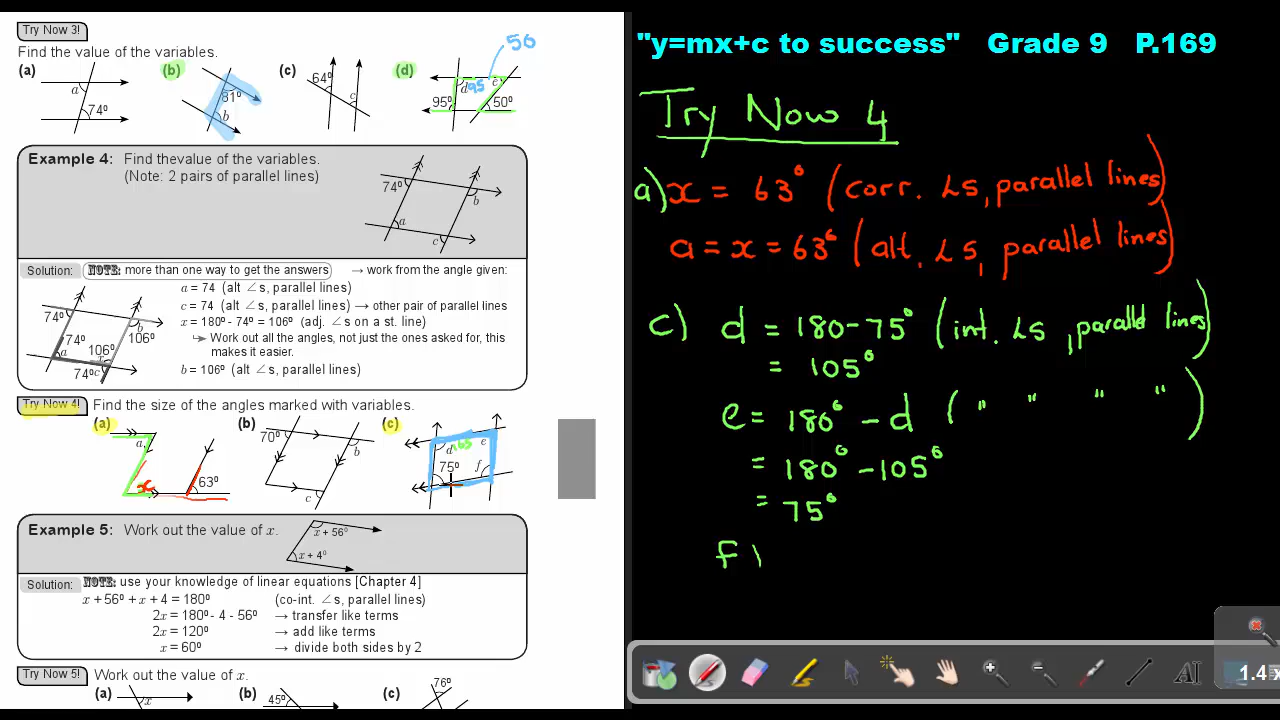 Try Now 3!
Find the value of the variables.
(a) (b) (c) (d)
a 74º
81º b
64º c
56
d 95 e
95º 50º
Example 4: Find thevalue of the variables.
(Note: 2 pairs of parallel lines)
74º a b c
Solution: NOTE: more than one way to get the answers → work from the angle given:
a = 74 (alt ∠s, parallel lines)
c = 74 (alt ∠s, parallel lines) → other pair of parallel lines
x = 180º - 74º = 106º (adj. ∠s on a st. line)
↳ Work out all the angles, not just the ones asked for, this
makes it easier.
b = 106º (alt ∠s, parallel lines)
74º b
74º 106º
a 106º x
74º c
Try Now 4! Find the size of the angles marked with variables.
(a) (b) (c)
a x 63º
70º b c
d e
75º f
Example 5: Work out the value of x.
x + 56º
x + 4º
Solution: NOTE: use your knowledge of linear equations [Chapter 4]
x + 56º + x + 4 = 180º (co-int. ∠s, parallel lines)
2x = 180º - 4 - 56º → transfer like terms
2x = 120º → add like terms
x = 60º → divide both sides by 2
Try Now 5! Work out the value of x.
(a) x (b) 45º (c) 76º
"y=mx+c to success" Grade 9 P.169
Try Now 4
a) x = 63° (corr. ∠s, parallel lines)
a = x = 63° (alt. ∠s, parallel lines)
c) d = 180 - 75° (int. ∠s, parallel lines)
= 105°
e = 180° - d ( " " " " )
= 180° - 105°
= 75°
f
AI
1.4 x